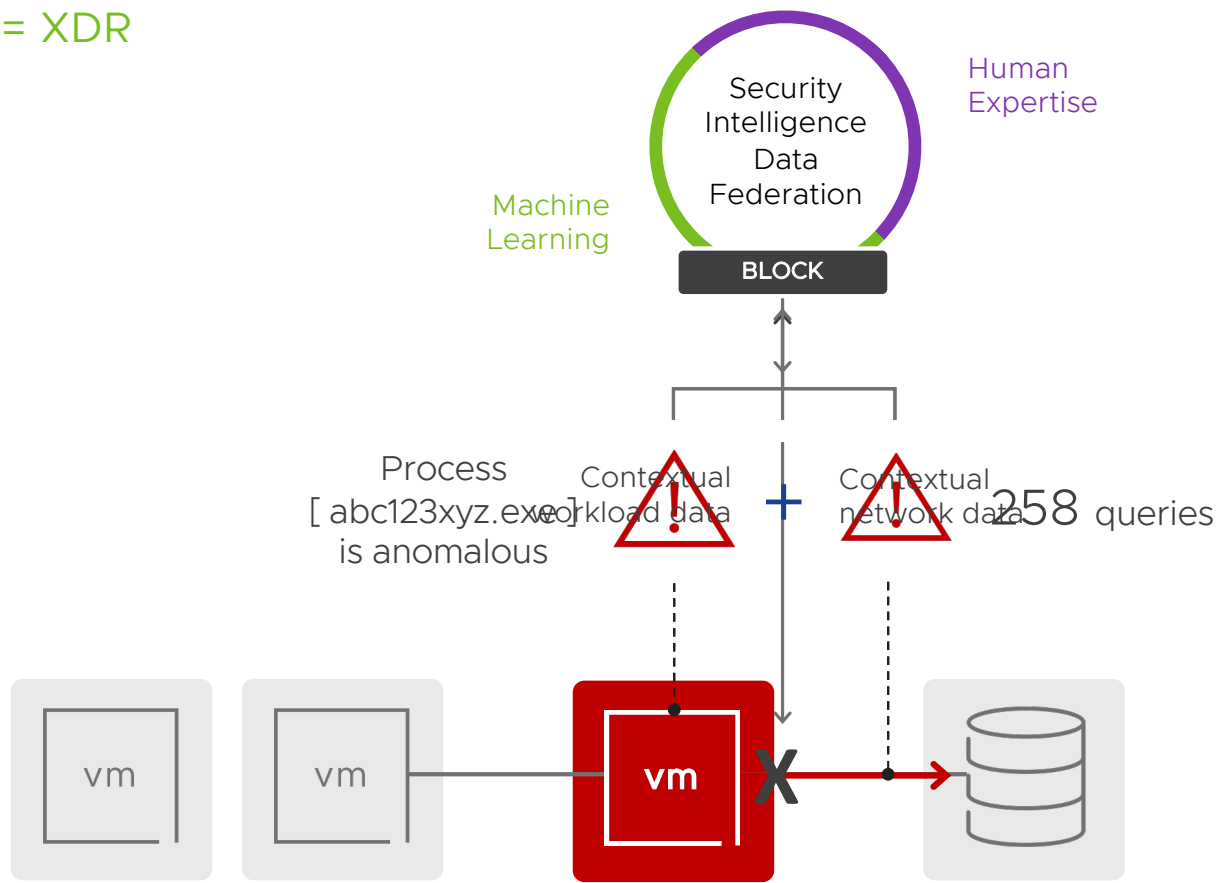 = XDR
Security
Intelligence
Data
Federation
Human
Expertise
Machine
Learning
BLOCK
Process
[ abc123xyz.exe ]
is anomalous
Contextual
workload data
+
Contextual
network data
258 queries
vm
vm
vm
X